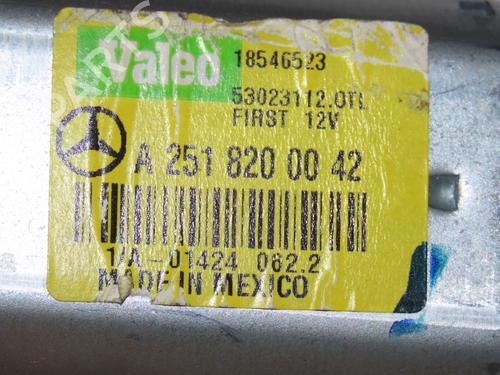 Valeo
18546523
53023112.OTL
FIRST 12V
A 251 820 00 42
1/A-01424 062.2
MADE IN MEXICO